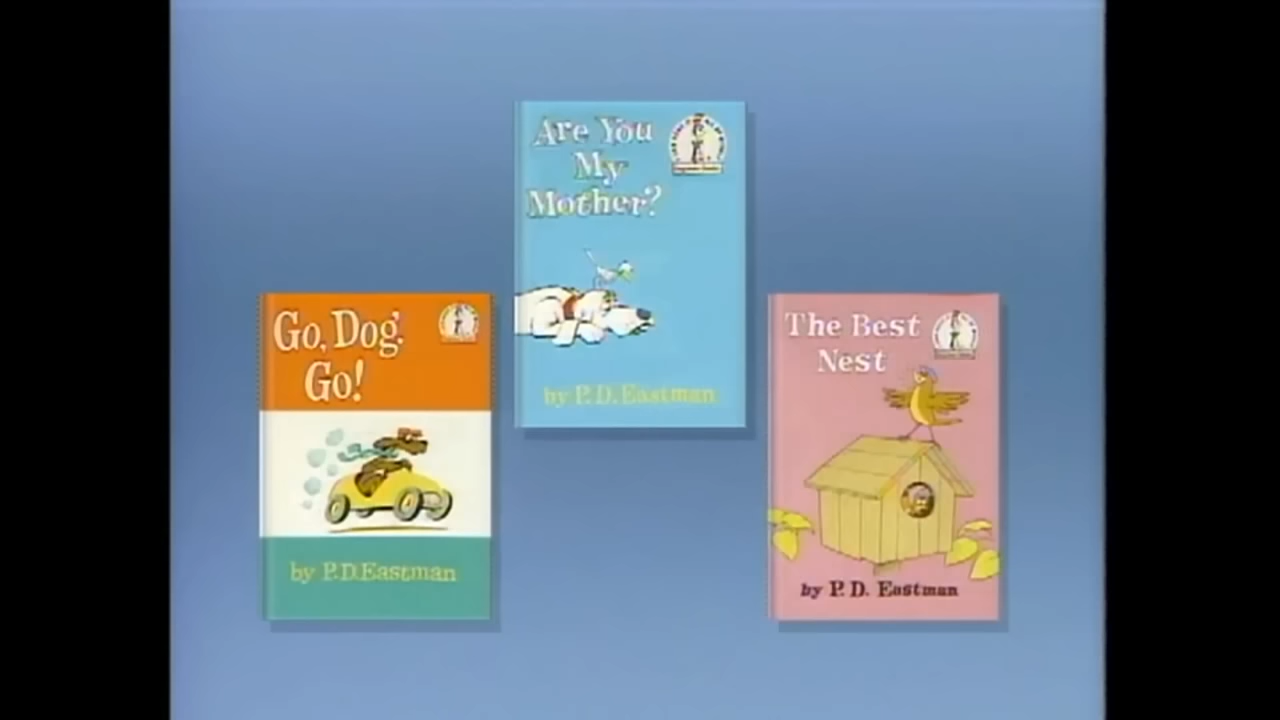 Are You
My
Mother?
by P.D. Eastman
Go, Dog.
Go!
by P.D. Eastman
The Best
Nest
by P. D. Eastman